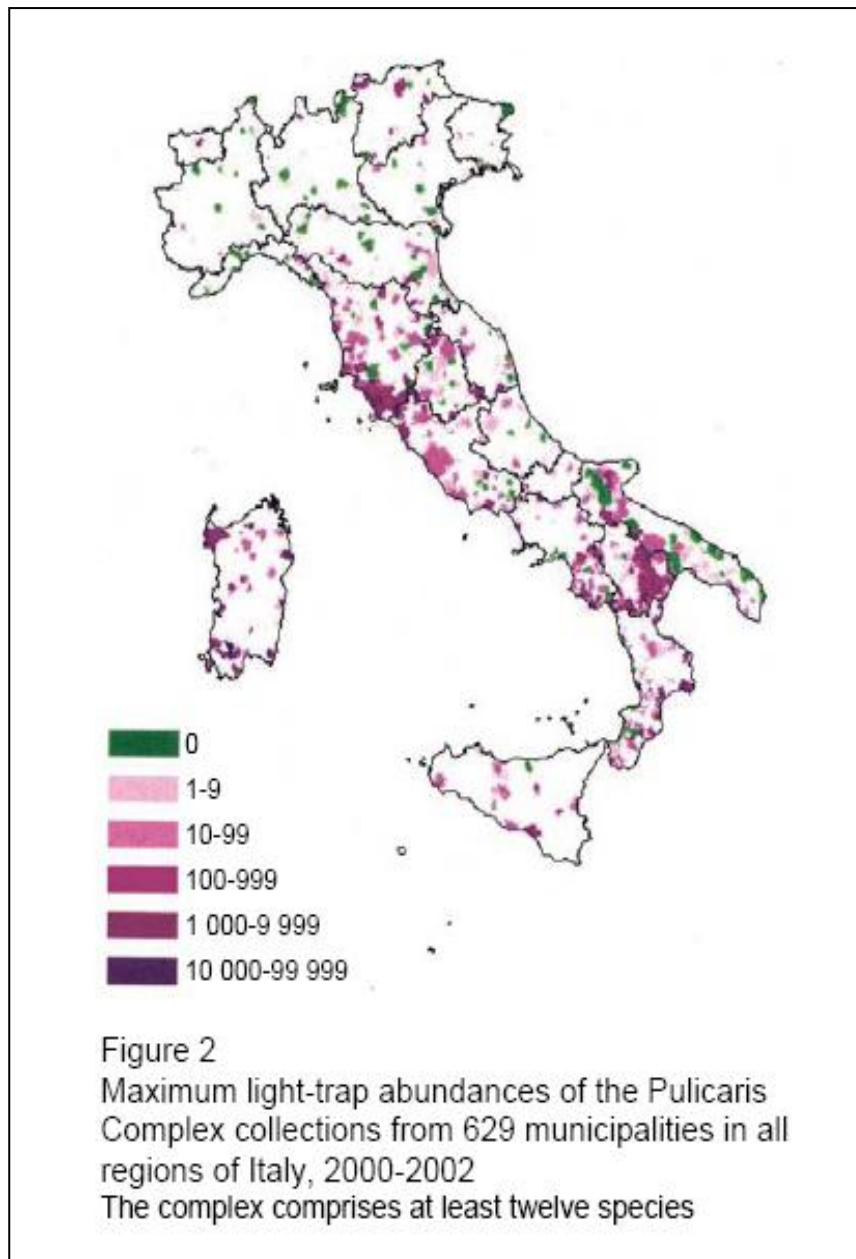 0
1-9
10-99
100-999
1 000-9 999
10 000-99 999
Figure 2
Maximum light-trap abundances of the Pulicaris
Complex collections from 629 municipalities in all
regions of Italy, 2000-2002
The complex comprises at least twelve species